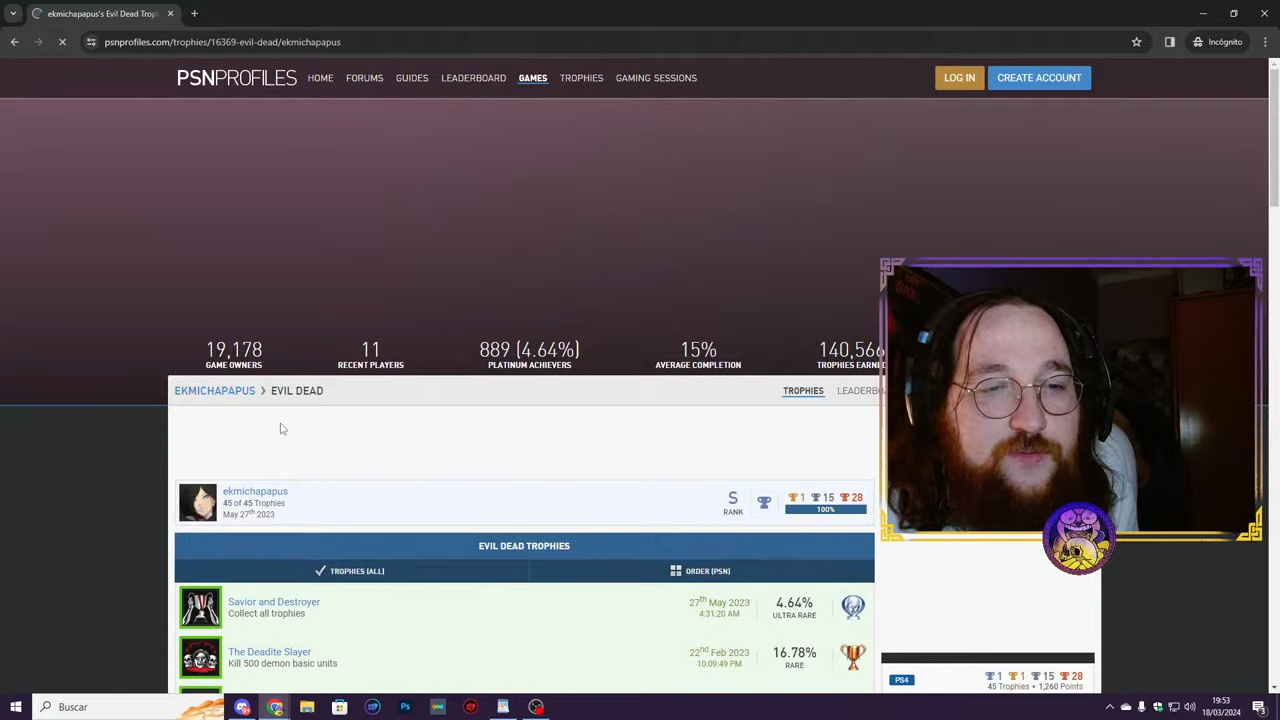 ekmichapapus's Evil Dead Trop
psnprofiles.com/trophies/16369-evil-dead/ekmichapapus
Incógnito
PSNPROFILES HOME FORUMS GUIDES LEADERBOARD GAMES TROPHIES GAMING SESSIONS LOG IN CREATE ACCOUNT
19,178 11 889 (4.64%) 15% 140,566
GAME OWNERS RECENT PLAYERS PLATINUM ACHIEVERS AVERAGE COMPLETION TROPHIES EARNED
EKMICHAPAPUS > EVIL DEAD TROPHIES LEADERBO
ekmichapapus
45 of 45 Trophies
May 27th 2023
S
RANK
1 15 28
100%
EVIL DEAD TROPHIES
TROPHIES (ALL) ORDER (PSN)
Savior and Destroyer
Collect all trophies
27th May 2023
4:31:20 AM
4.64%
ULTRA RARE
The Deadite Slayer
Kill 500 demon basic units
22nd Feb 2023
10:09:49 PM
16.78%
RARE
PS4
1 1 15 28
45 Trophies • 1,260 Points
Buscar
19:53
18/03/2024